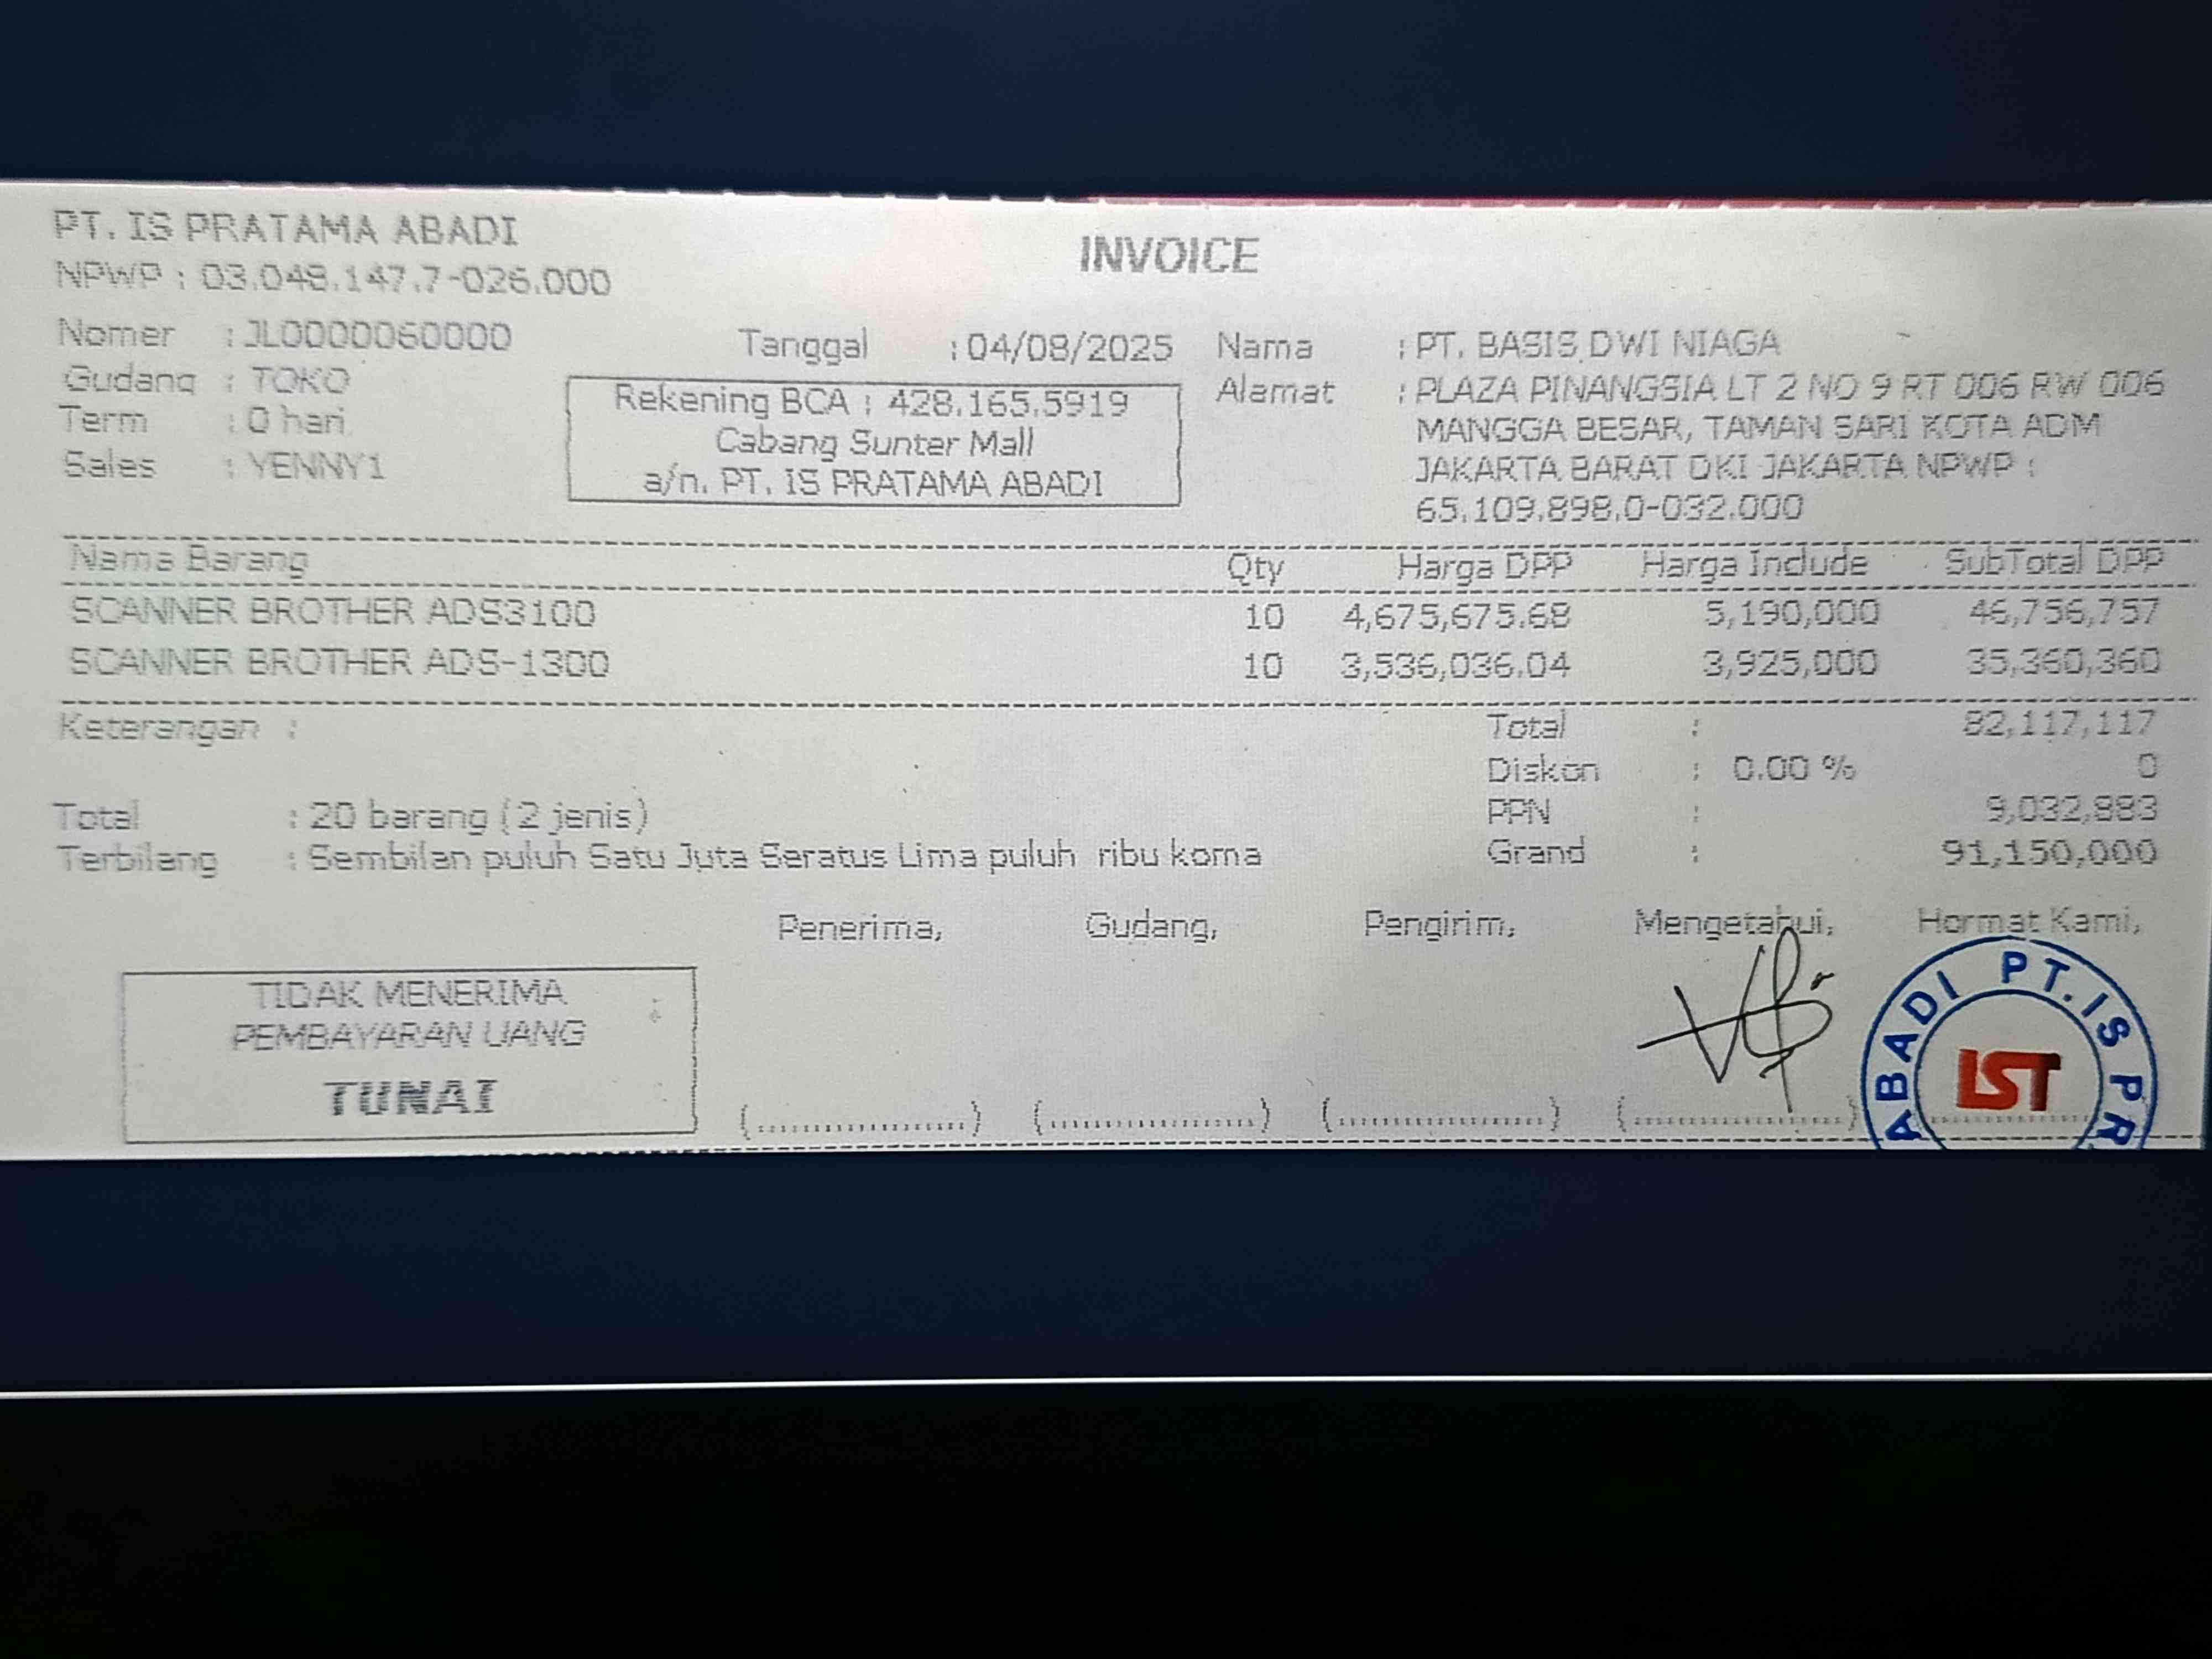 PT. IS PRATAMA ABADI
INVOICE
NPWP : 03.048.147.7-026.000
Nomer : JL0000060000
Tanggal : 04/08/2025
Nama : PT. BASIS DWI NIAGA
Gudang : TOKO
Term : 0 hari
Sales : YENNY1
Rekening BCA : 428.165.5919
Cabang Sunter Mall
a/n. PT. IS PRATAMA ABADI
Alamat : PLAZA PINANGSIA LT 2 NO 9 RT 006 RW 006
MANGGA BESAR, TAMAN SARI KOTA ADM
JAKARTA BARAT DKI JAKARTA NPWP :
65.109.898.0-032.000
Nama Barang Qty Harga DPP Harga Include SubTotal DPP
SCANNER BROTHER ADS3100 10 4,675,675.68 5,190,000 46,756,757
SCANNER BROTHER ADS-1300 10 3,536,036.04 3,925,000 35,360,360
Keterangan :
Total : 82,117,117
Diskon : 0.00 % 0
Total : 20 barang (2 jenis)
PPN : 9,032,883
Terbilang : Sembilan puluh Satu Juta Seratus Lima puluh ribu koma
Grand : 91,150,000
Penerima, Gudang, Pengirim, Mengetahui, Hormat Kami,
TIDAK MENERIMA
PEMBAYARAN UANG
TUNAI
ABADI PT. IS PR
IST